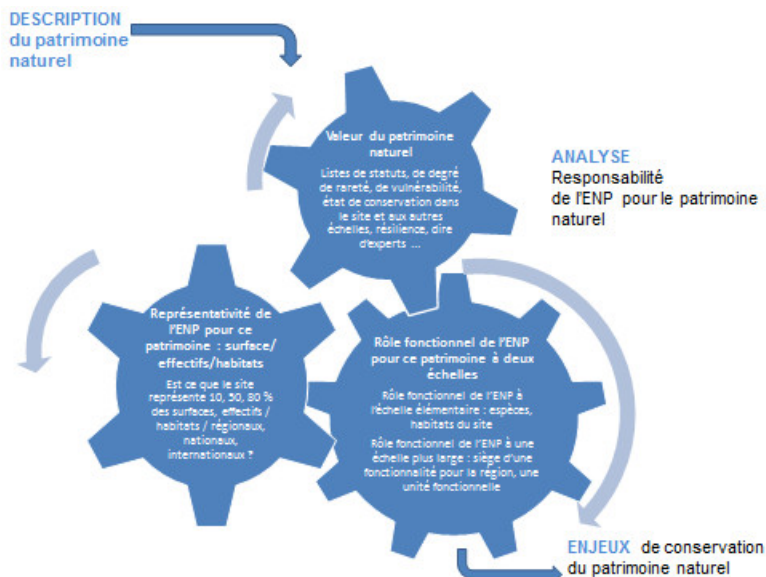 DESCRIPTION
du patrimoine
naturel
Valeur du patrimoine
naturel
Listes de statuts, de degré
de rareté, de vulnérabilité,
état de conservation dans
le site et aux autres
échelles, résilience, dire
d'experts ...
ANALYSE
Responsabilité
de l'ENP pour le patrimoine
naturel
Représentativité de
l'ENP pour ce
patrimoine : surface/
effectifs/habitats
Est ce que le site
représente 10, 50, 80 %
des surfaces, effectifs /
habitats / régionaux,
nationaux,
internationaux ?
Rôle fonctionnel de l'ENP
pour ce patrimoine à deux
échelles
Rôle fonctionnel de l'ENP à
l'échelle élémentaire : espèces,
habitats du site
Rôle fonctionnel de l'ENP à une
échelle plus large : siège d'une
fonctionnalité pour la région, une
unité fonctionnelle
ENJEUX de conservation
du patrimoine naturel